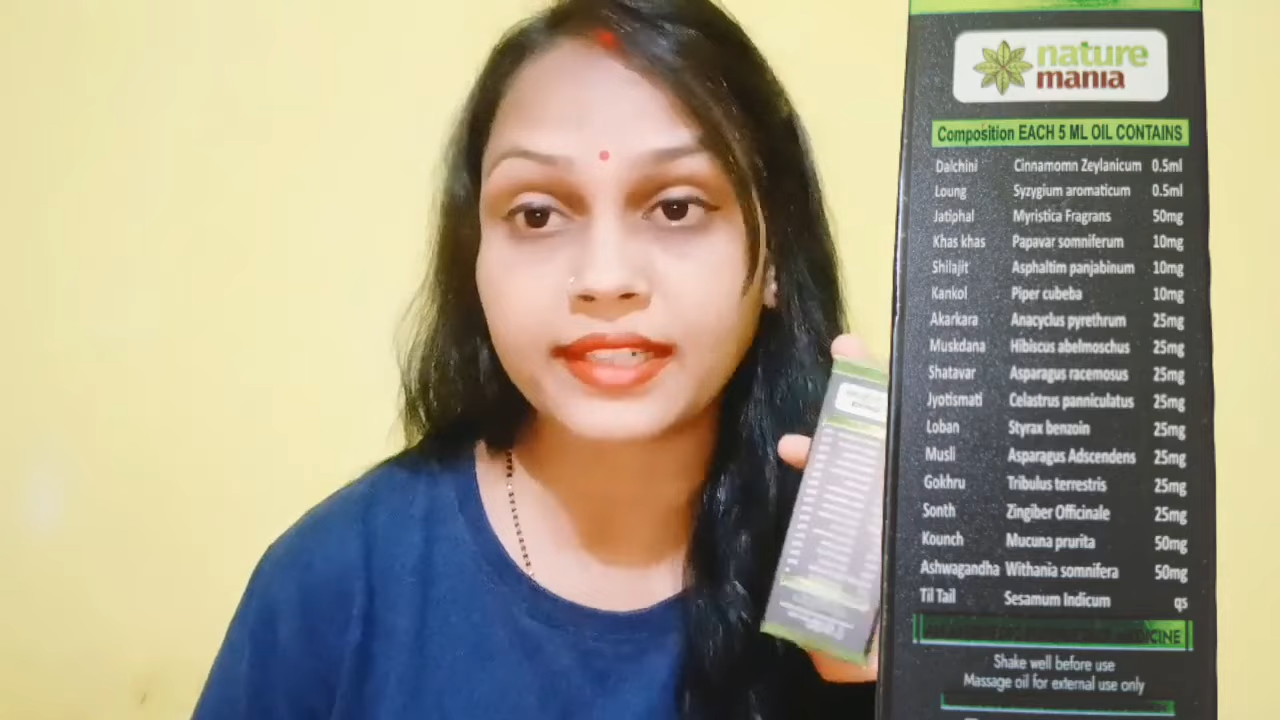 nature
mania
Composition EACH 5 ML OIL CONTAINS
Dalchini Cinnamomn Zeylanicum 0.5ml
Loung Syzygium aromaticum 0.5ml
Jatiphal Myristica Fragrans 50mg
Khas khas Papavar somniferum 10mg
Shilajit Asphaltim panjabinum 10mg
Kankol Piper cubeba 10mg
Akarkara Anacyclus pyrethrum 25mg
Muskdana Hibiscus abelmoschus 25mg
Shatavar Asparagus racemosus 25mg
Jyotismati Celastrus panniculatus 25mg
Loban Styrax benzoin 25mg
Musli Asparagus Adscendens 25mg
Gokhru Tribulus terrestris 25mg
Sonth Zingiber Officinale 25mg
Kounch Mucuna prurita 50mg
Ashwagandha Withania somnifera 50mg
Til Tail Sesamum Indicum qs
MEDICINE
Shake well before use
Massage oil for external use only